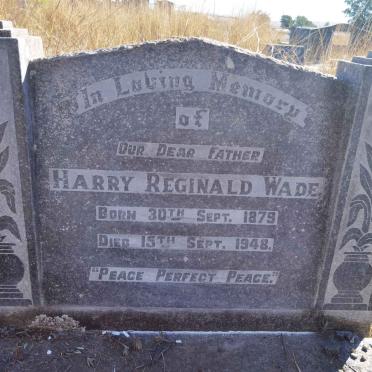 In Loving Memory
of
Our Dear Father
Harry Reginald Wade
Born 30th Sept. 1879
Died 15th Sept. 1948.
"Peace Perfect Peace."